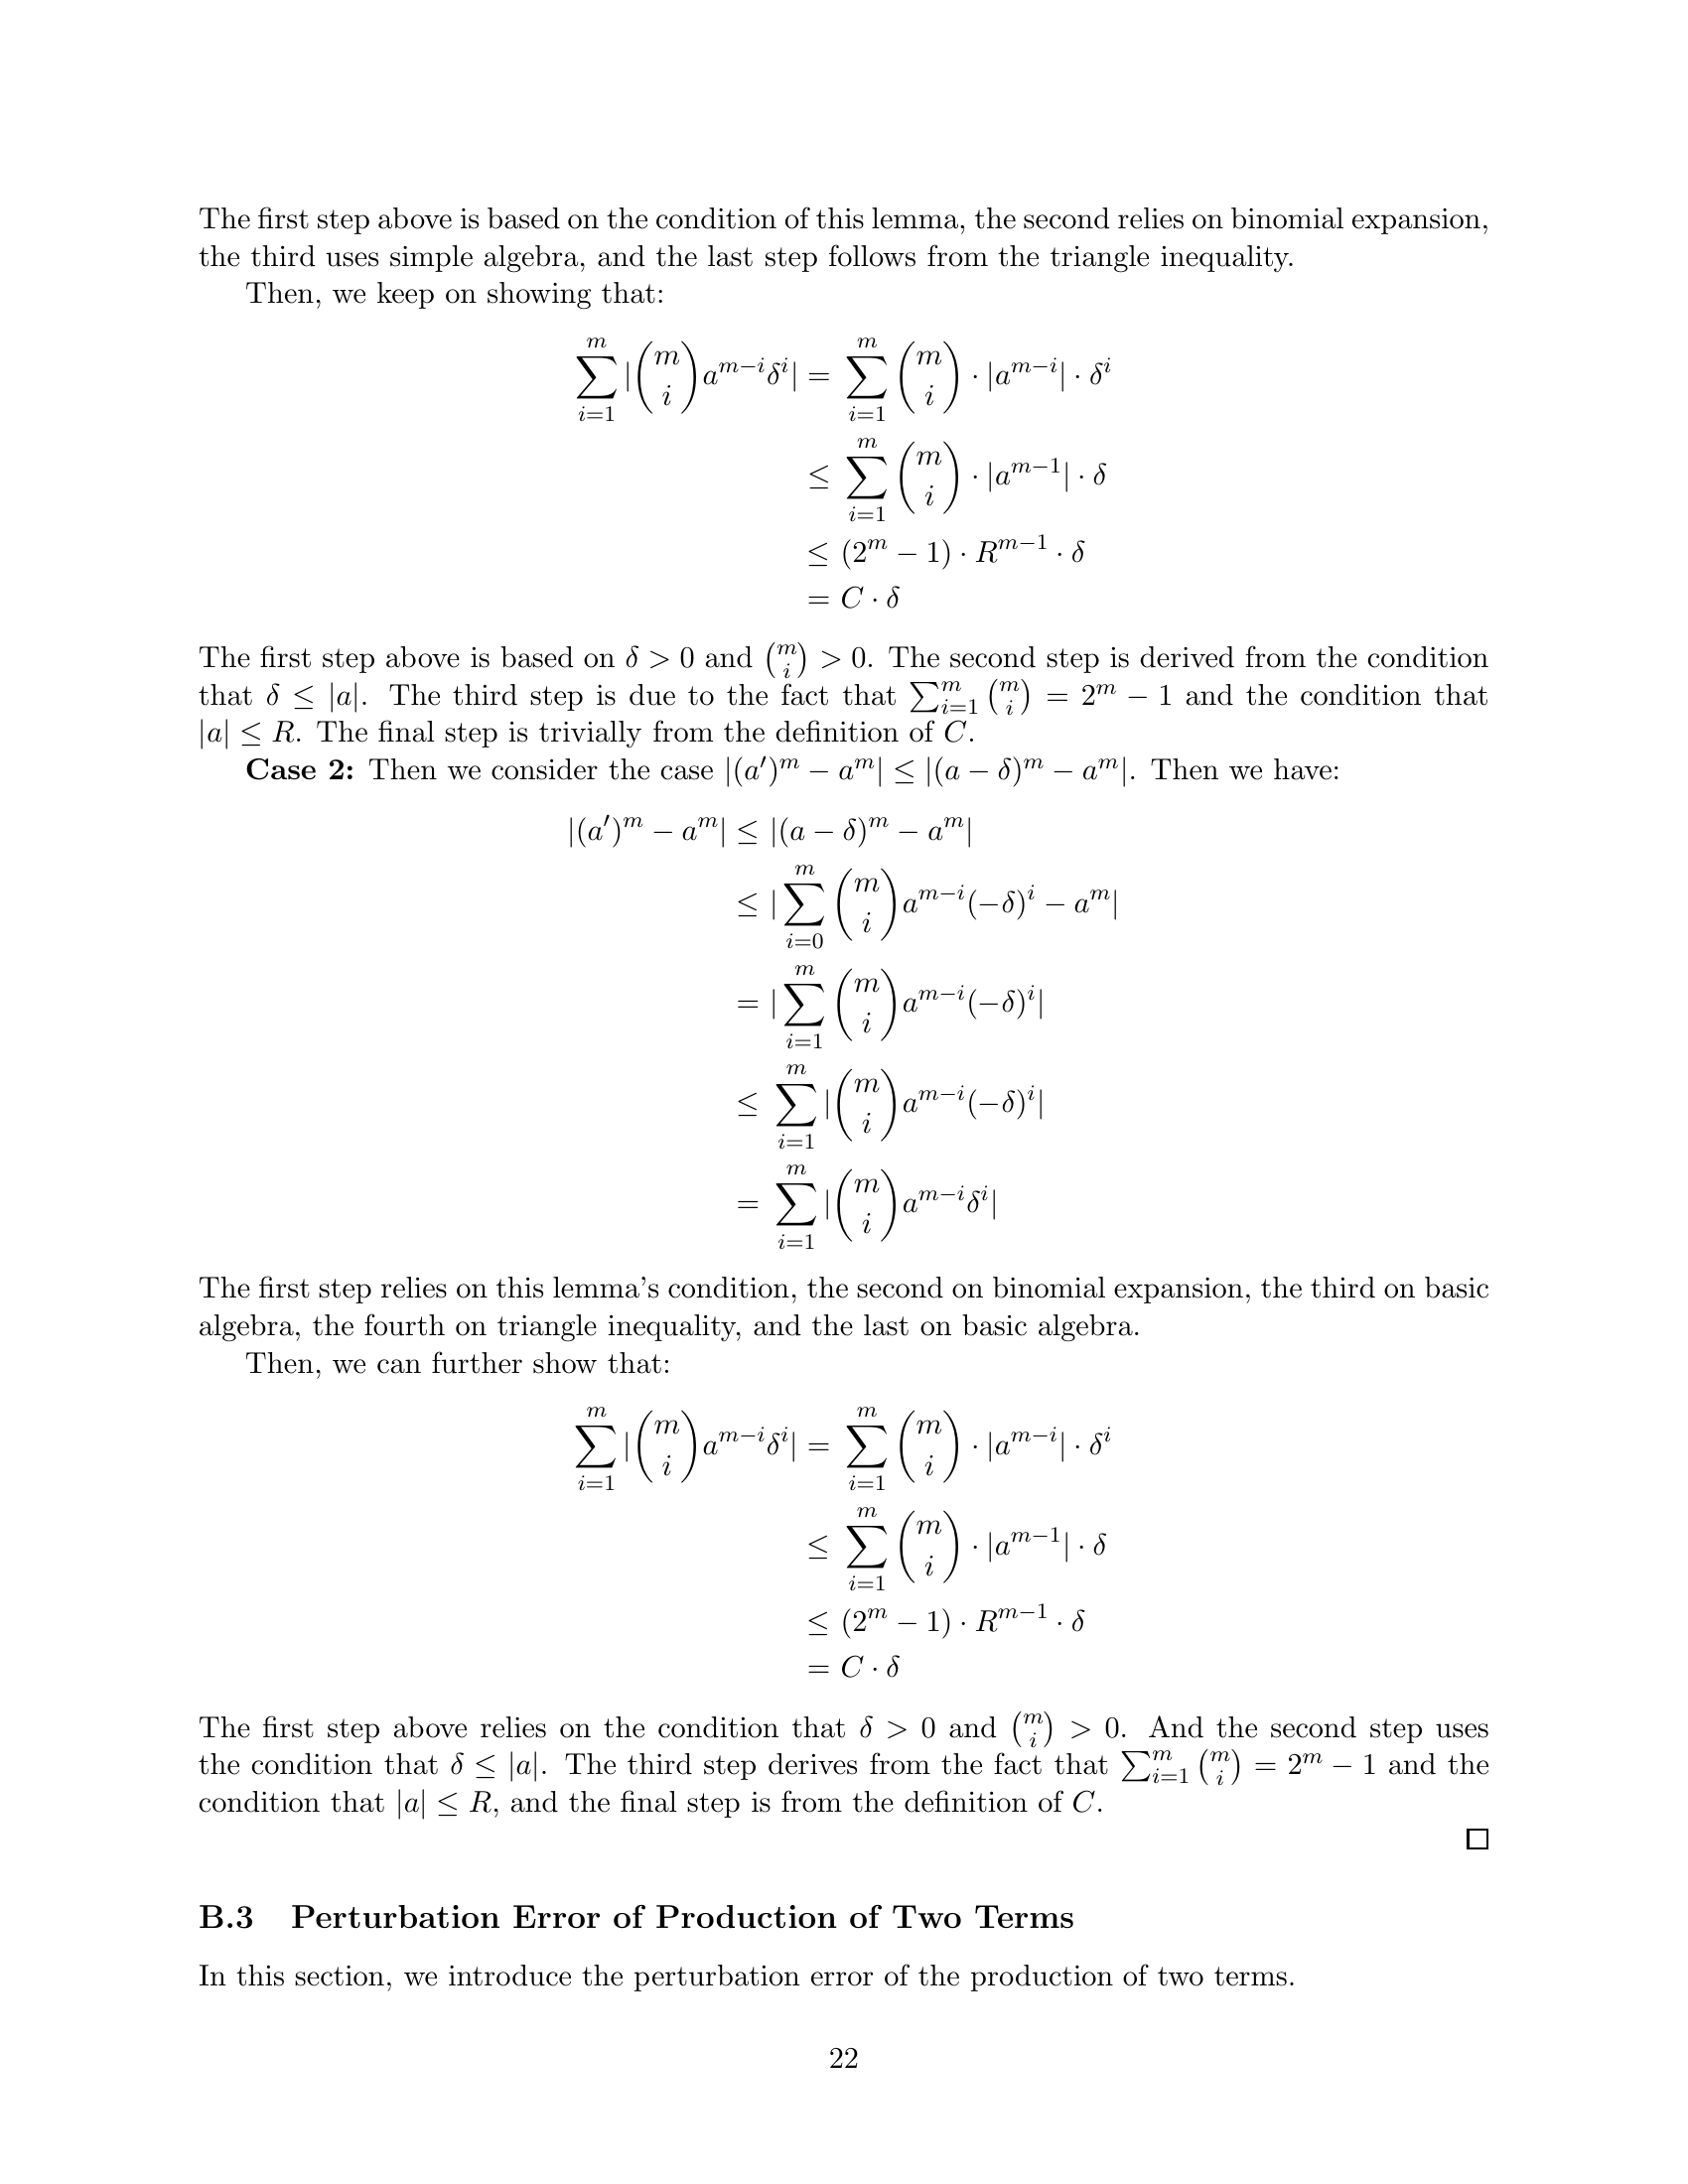 The first step above is based on the condition of this lemma, the second relies on binomial expansion,
the third uses simple algebra, and the last step follows from the triangle inequality.
Then, we keep on showing that:
$\sum_{i=1}^{m} |\binom{m}{i} a^{m-i} \delta^i| = \sum_{i=1}^{m} \binom{m}{i} \cdot |a^{m-i}| \cdot \delta^i$
$\leq \sum_{i=1}^{m} \binom{m}{i} \cdot |a^{m-1}| \cdot \delta$
$\leq (2^m - 1) \cdot R^{m-1} \cdot \delta$
$= C \cdot \delta$
The first step above is based on $\delta > 0$ and $\binom{m}{i} > 0$. The second step is derived from the condition
that $\delta \leq |a|$. The third step is due to the fact that $\sum_{i=1}^{m} \binom{m}{i} = 2^m - 1$ and the condition that
$|a| \leq R$. The final step is trivially from the definition of $C$.
Case 2: Then we consider the case $|(a')^m - a^m| \leq |(a - \delta)^m - a^m|$. Then we have:
$|(a')^m - a^m| \leq |(a - \delta)^m - a^m|$
$\leq |\sum_{i=0}^{m} \binom{m}{i} a^{m-i} (-\delta)^i - a^m|$
$= |\sum_{i=1}^{m} \binom{m}{i} a^{m-i} (-\delta)^i|$
$\leq \sum_{i=1}^{m} |\binom{m}{i} a^{m-i} (-\delta)^i|$
$= \sum_{i=1}^{m} |\binom{m}{i} a^{m-i} \delta^i|$
The first step relies on this lemma's condition, the second on binomial expansion, the third on basic
algebra, the fourth on triangle inequality, and the last on basic algebra.
Then, we can further show that:
$\sum_{i=1}^{m} |\binom{m}{i} a^{m-i} \delta^i| = \sum_{i=1}^{m} \binom{m}{i} \cdot |a^{m-i}| \cdot \delta^i$
$\leq \sum_{i=1}^{m} \binom{m}{i} \cdot |a^{m-1}| \cdot \delta$
$\leq (2^m - 1) \cdot R^{m-1} \cdot \delta$
$= C \cdot \delta$
The first step above relies on the condition that $\delta > 0$ and $\binom{m}{i} > 0$. And the second step uses
the condition that $\delta \leq |a|$. The third step derives from the fact that $\sum_{i=1}^{m} \binom{m}{i} = 2^m - 1$ and the
condition that $|a| \leq R$, and the final step is from the definition of $C$.
□
B.3 Perturbation Error of Production of Two Terms
In this section, we introduce the perturbation error of the production of two terms.
22